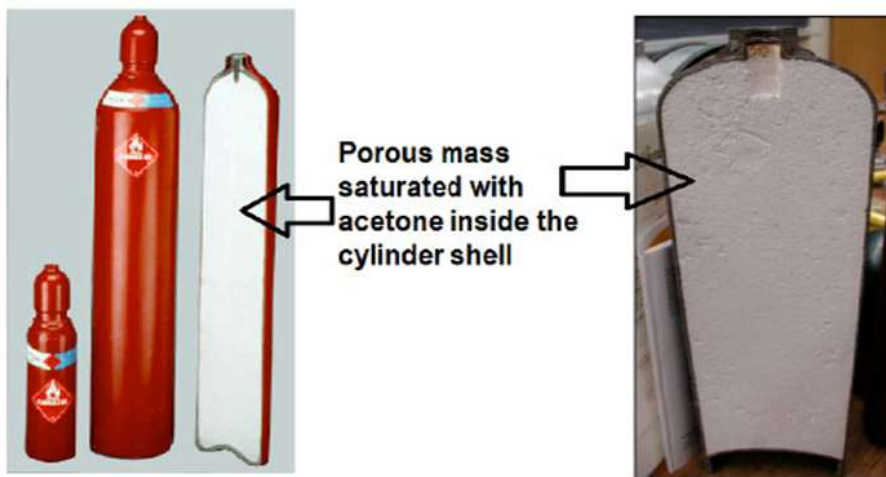 Porous mass
saturated with
acetone inside the
cylinder shell